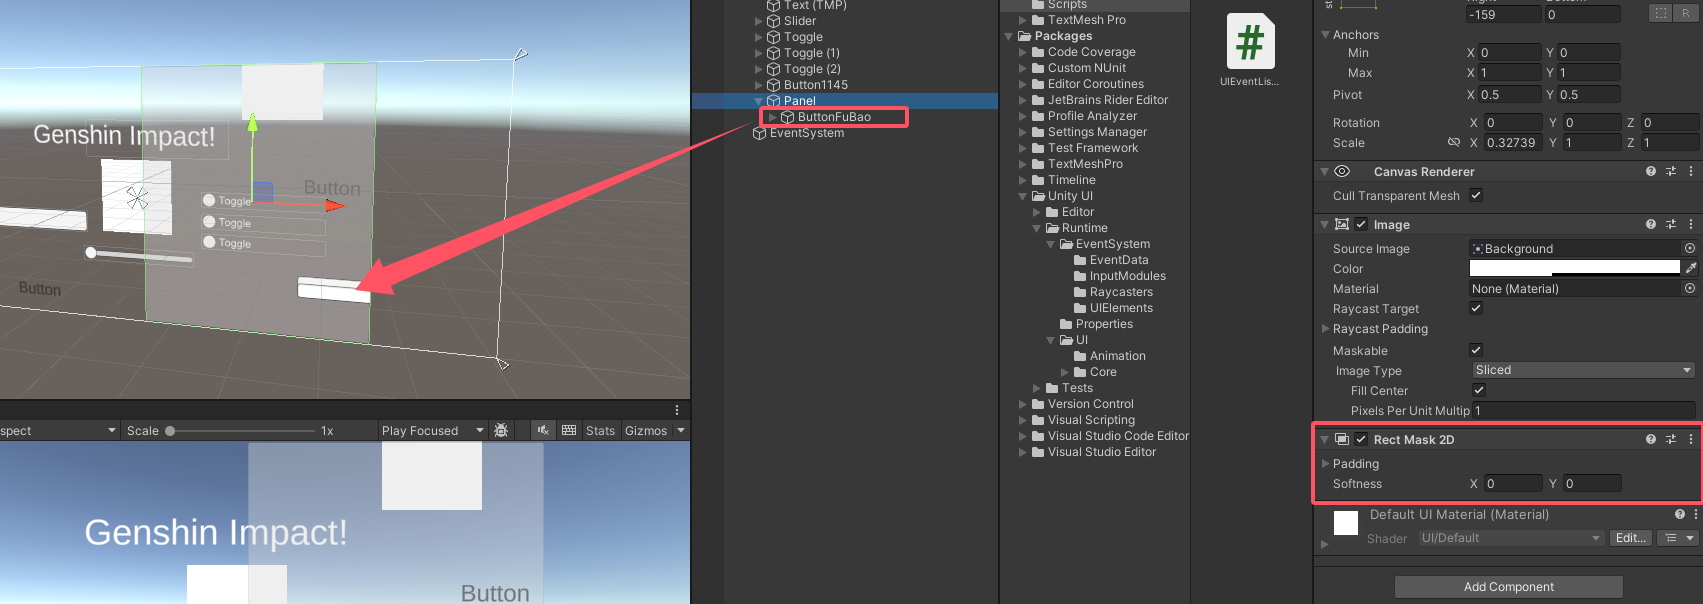 Genshin Impact!
Button
Toggle
Toggle
Toggle
Button
spect
Scale
1x
Play Focused
Stats
Gizmos
Genshin Impact!
Button
Text (TMP)
Slider
Toggle
Toggle (1)
Toggle (2)
Button1145
Panel
ButtonFuBao
EventSystem
Scripts
TextMesh Pro
Packages
Code Coverage
Custom NUnit
Editor Coroutines
JetBrains Rider Editor
Profile Analyzer
Settings Manager
Test Framework
TextMeshPro
Timeline
Unity UI
Editor
Runtime
EventSystem
EventData
InputModules
Raycasters
UIElements
Properties
UI
Animation
Core
Tests
Version Control
Visual Scripting
Visual Studio Code Editor
Visual Studio Editor
#
UIEventLis...
-159 0
R
Anchors
Min X 0 Y 0
Max X 1 Y 1
Pivot X 0.5 Y 0.5
Rotation X 0 Y 0 Z 0
Scale X 0.32739 Y 1 Z 1
Canvas Renderer
Cull Transparent Mesh
Image
Source Image Background
Color
Material None (Material)
Raycast Target
Raycast Padding
Maskable
Image Type Sliced
Fill Center
Pixels Per Unit Multip 1
Rect Mask 2D
Padding
Softness X 0 Y 0
Default UI Material (Material)
Shader UI/Default Edit...
Add Component